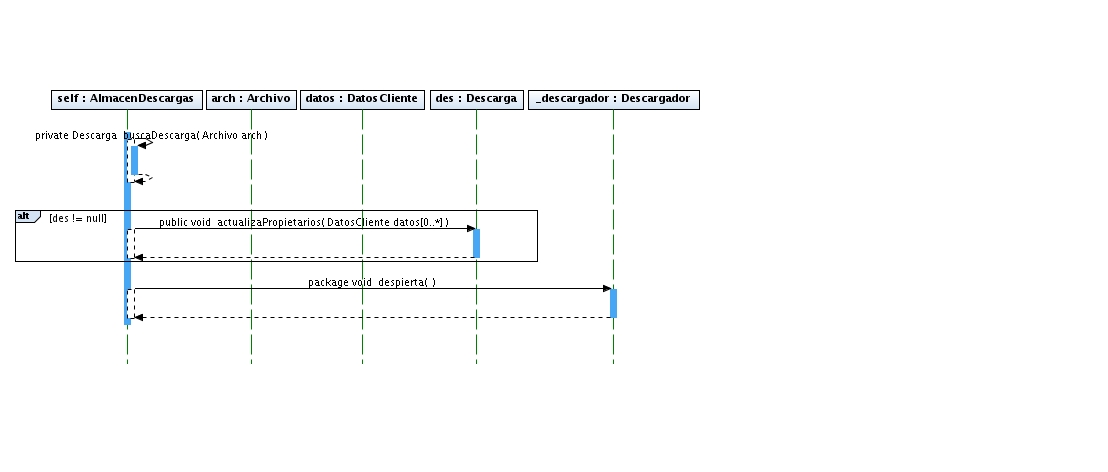 self : AlmacenDescargas
arch : Archivo
datos : DatosCliente
des : Descarga
_descargador : Descargador
private Descarga buscaDescarga( Archivo arch )
alt
[des != null]
public void actualizaPropietarios( DatosCliente datos[0..*] )
package void despierta( )